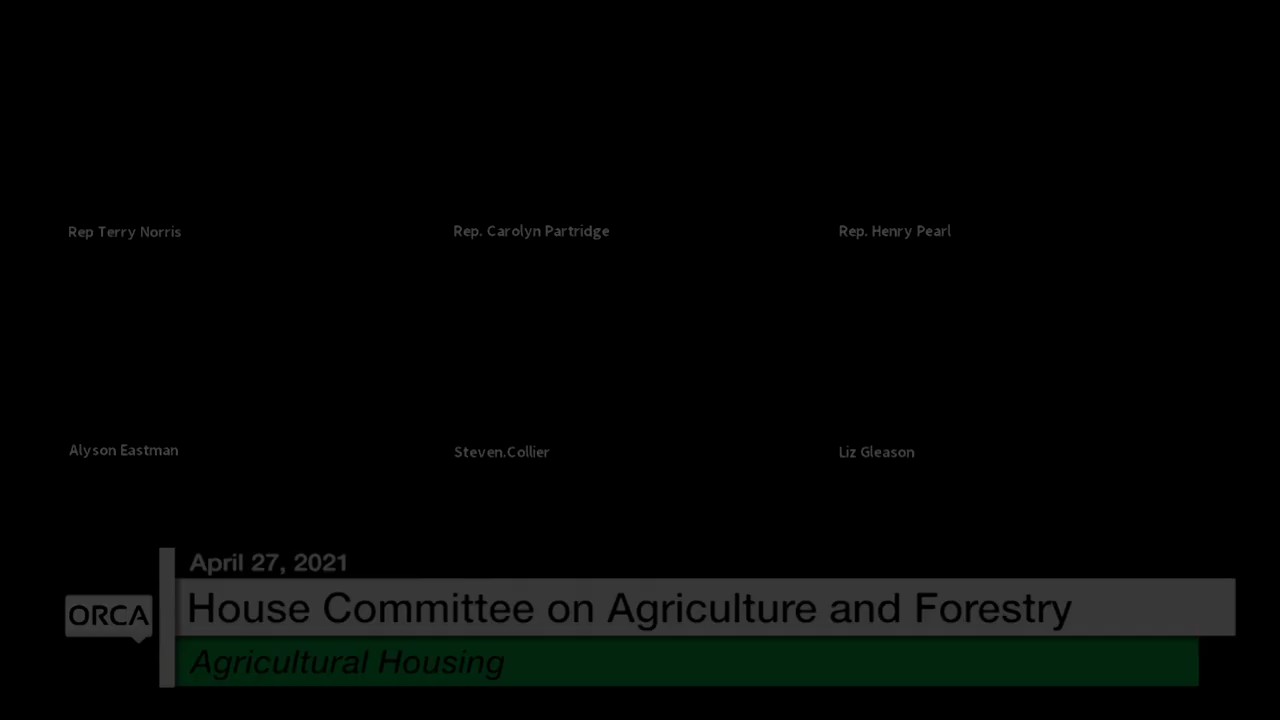 Rep Terry Norris
Rep. Carolyn Partridge
Rep. Henry Pearl
Alyson Eastman
Steven.Collier
Liz Gleason
April 27, 2021
ORCA
House Committee on Agriculture and Forestry
Agricultural Housing